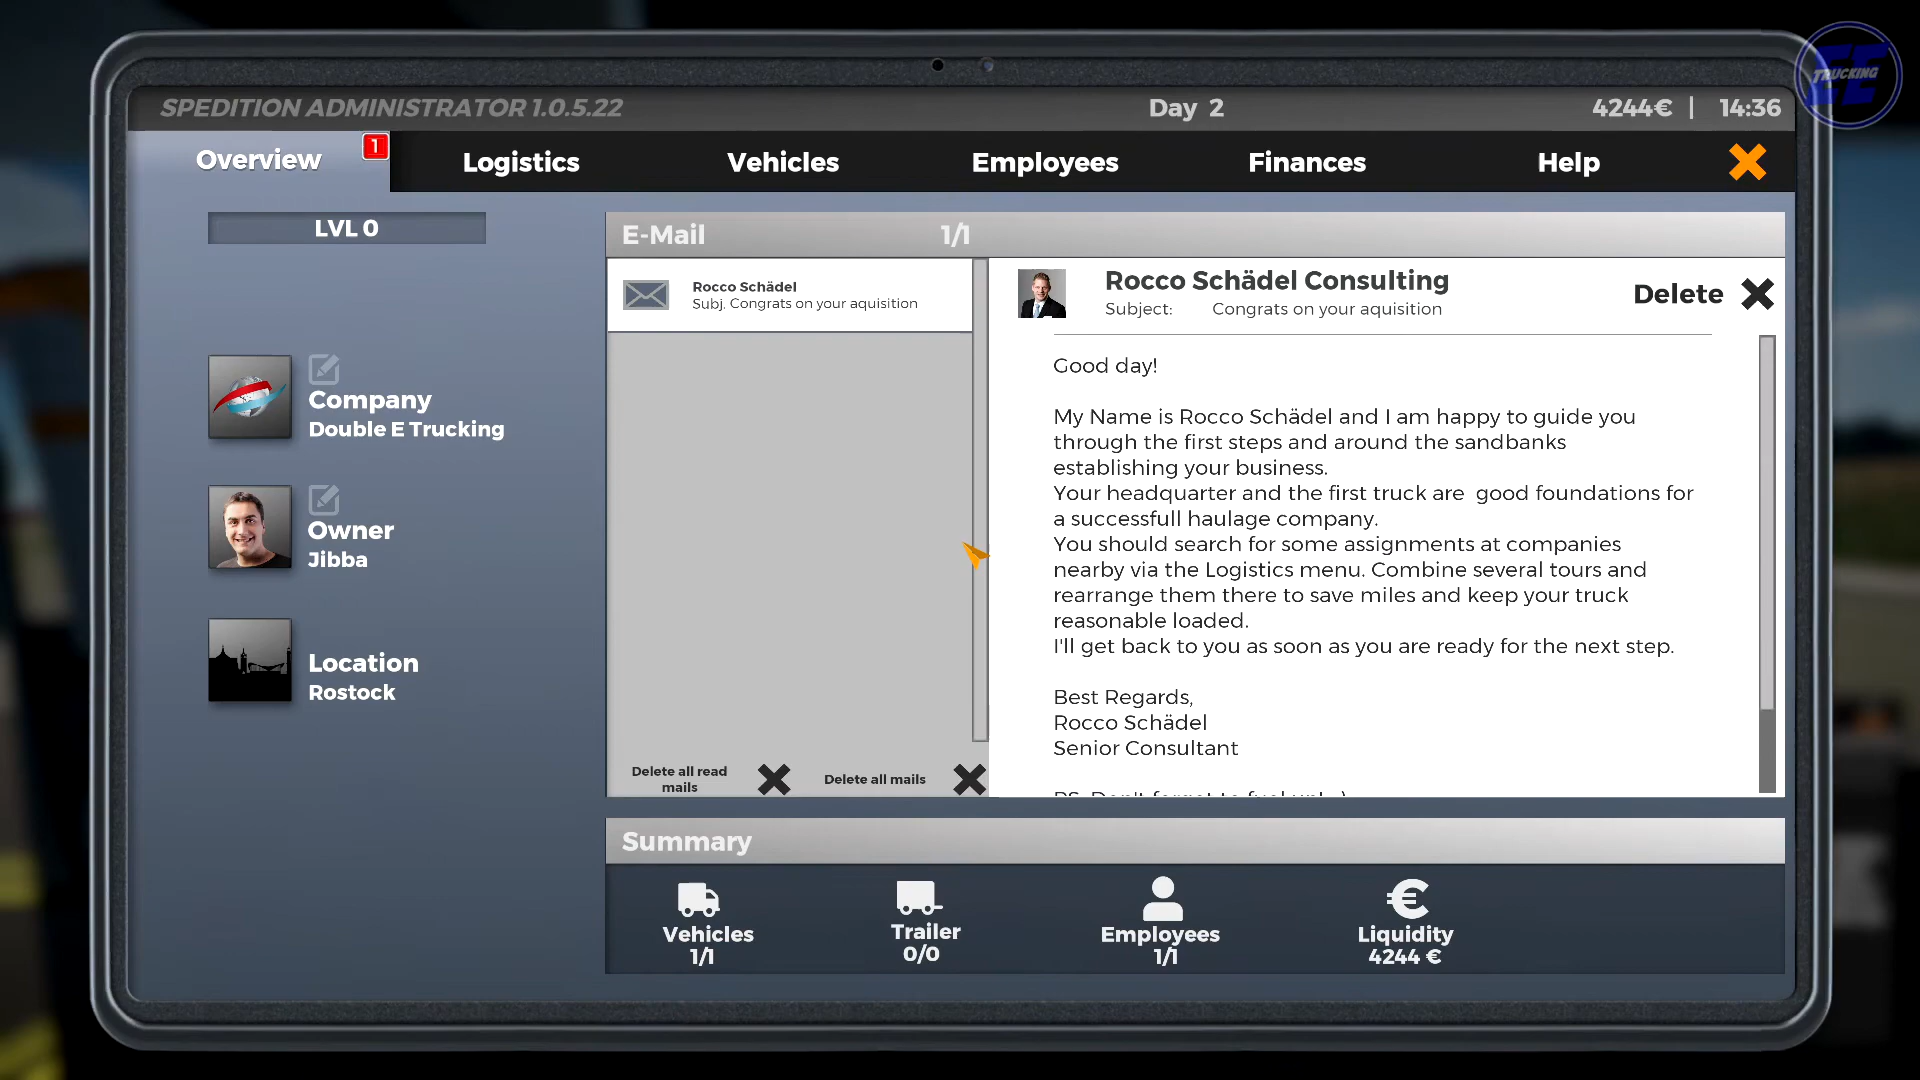 SPEDITION ADMINISTRATOR 1.0.5.22
Day 2
4244€ | 14:36
EE TRUCKING
Overview
1
Logistics
Vehicles
Employees
Finances
Help
LVL 0
Company
Double E Trucking
Owner
Jibba
Location
Rostock
E-Mail
1/1
Rocco Schädel
Subj. Congrats on your aquisition
Delete all read
mails
Delete all mails
Rocco Schädel Consulting
Subject: Congrats on your aquisition
Delete
Good day!
My Name is Rocco Schädel and I am happy to guide you
through the first steps and around the sandbanks
establishing your business.
Your headquarter and the first truck are  good foundations for
a successfull haulage company.
You should search for some assignments at companies
nearby via the Logistics menu. Combine several tours and
rearrange them there to save miles and keep your truck
reasonable loaded.
I'll get back to you as soon as you are ready for the next step.
Best Regards,
Rocco Schädel
Senior Consultant
PS. Don't forget to fuel up! ;)
Summary
Vehicles
1/1
Trailer
0/0
Employees
1/1
Liquidity
4244 €